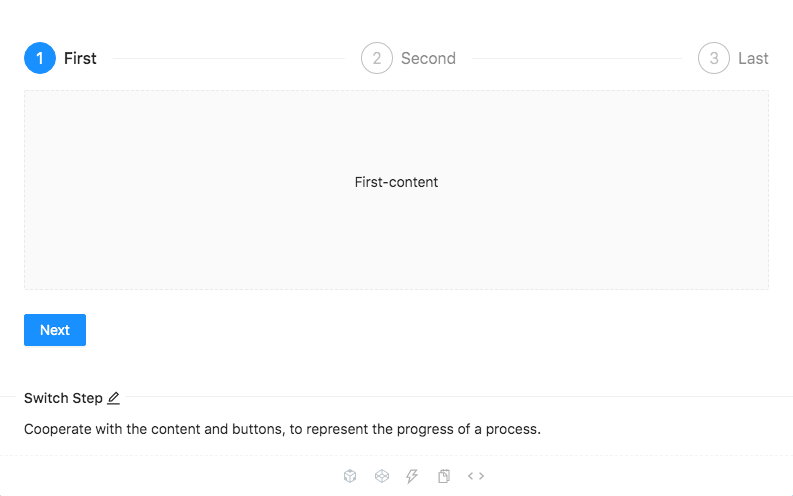 1 First 2 Second 3 Last
First-content
Next
Switch Step
Cooperate with the content and buttons, to represent the progress of a process.